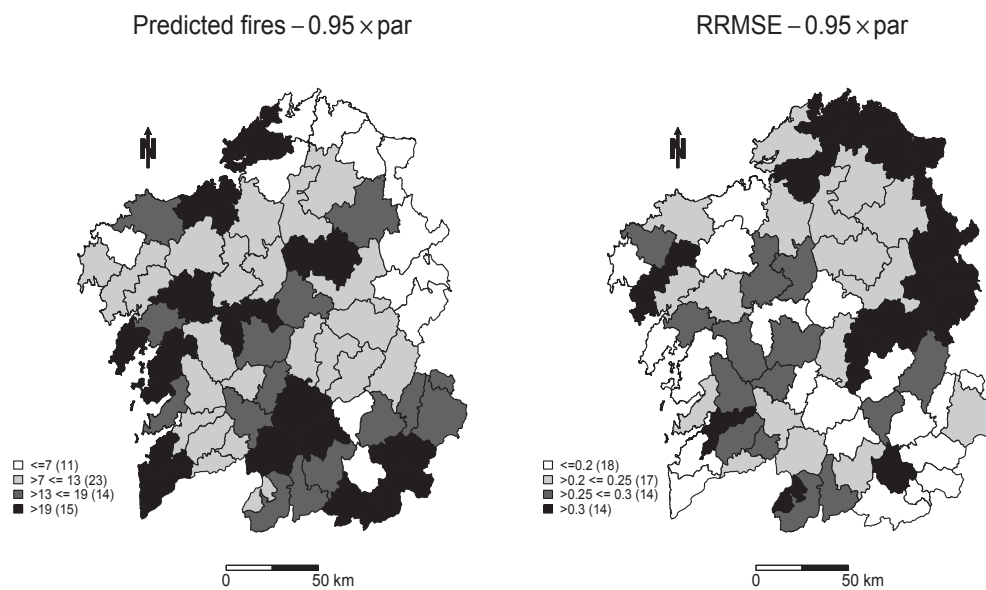 Predicted fires – 0.95 × par
N
<=7 (11)
>7 <= 13 (23)
>13 <= 19 (14)
>19 (15)
0 50 km
RRMSE – 0.95 × par
N
<=0.2 (18)
>0.2 <= 0.25 (17)
>0.25 <= 0.3 (14)
>0.3 (14)
0 50 km